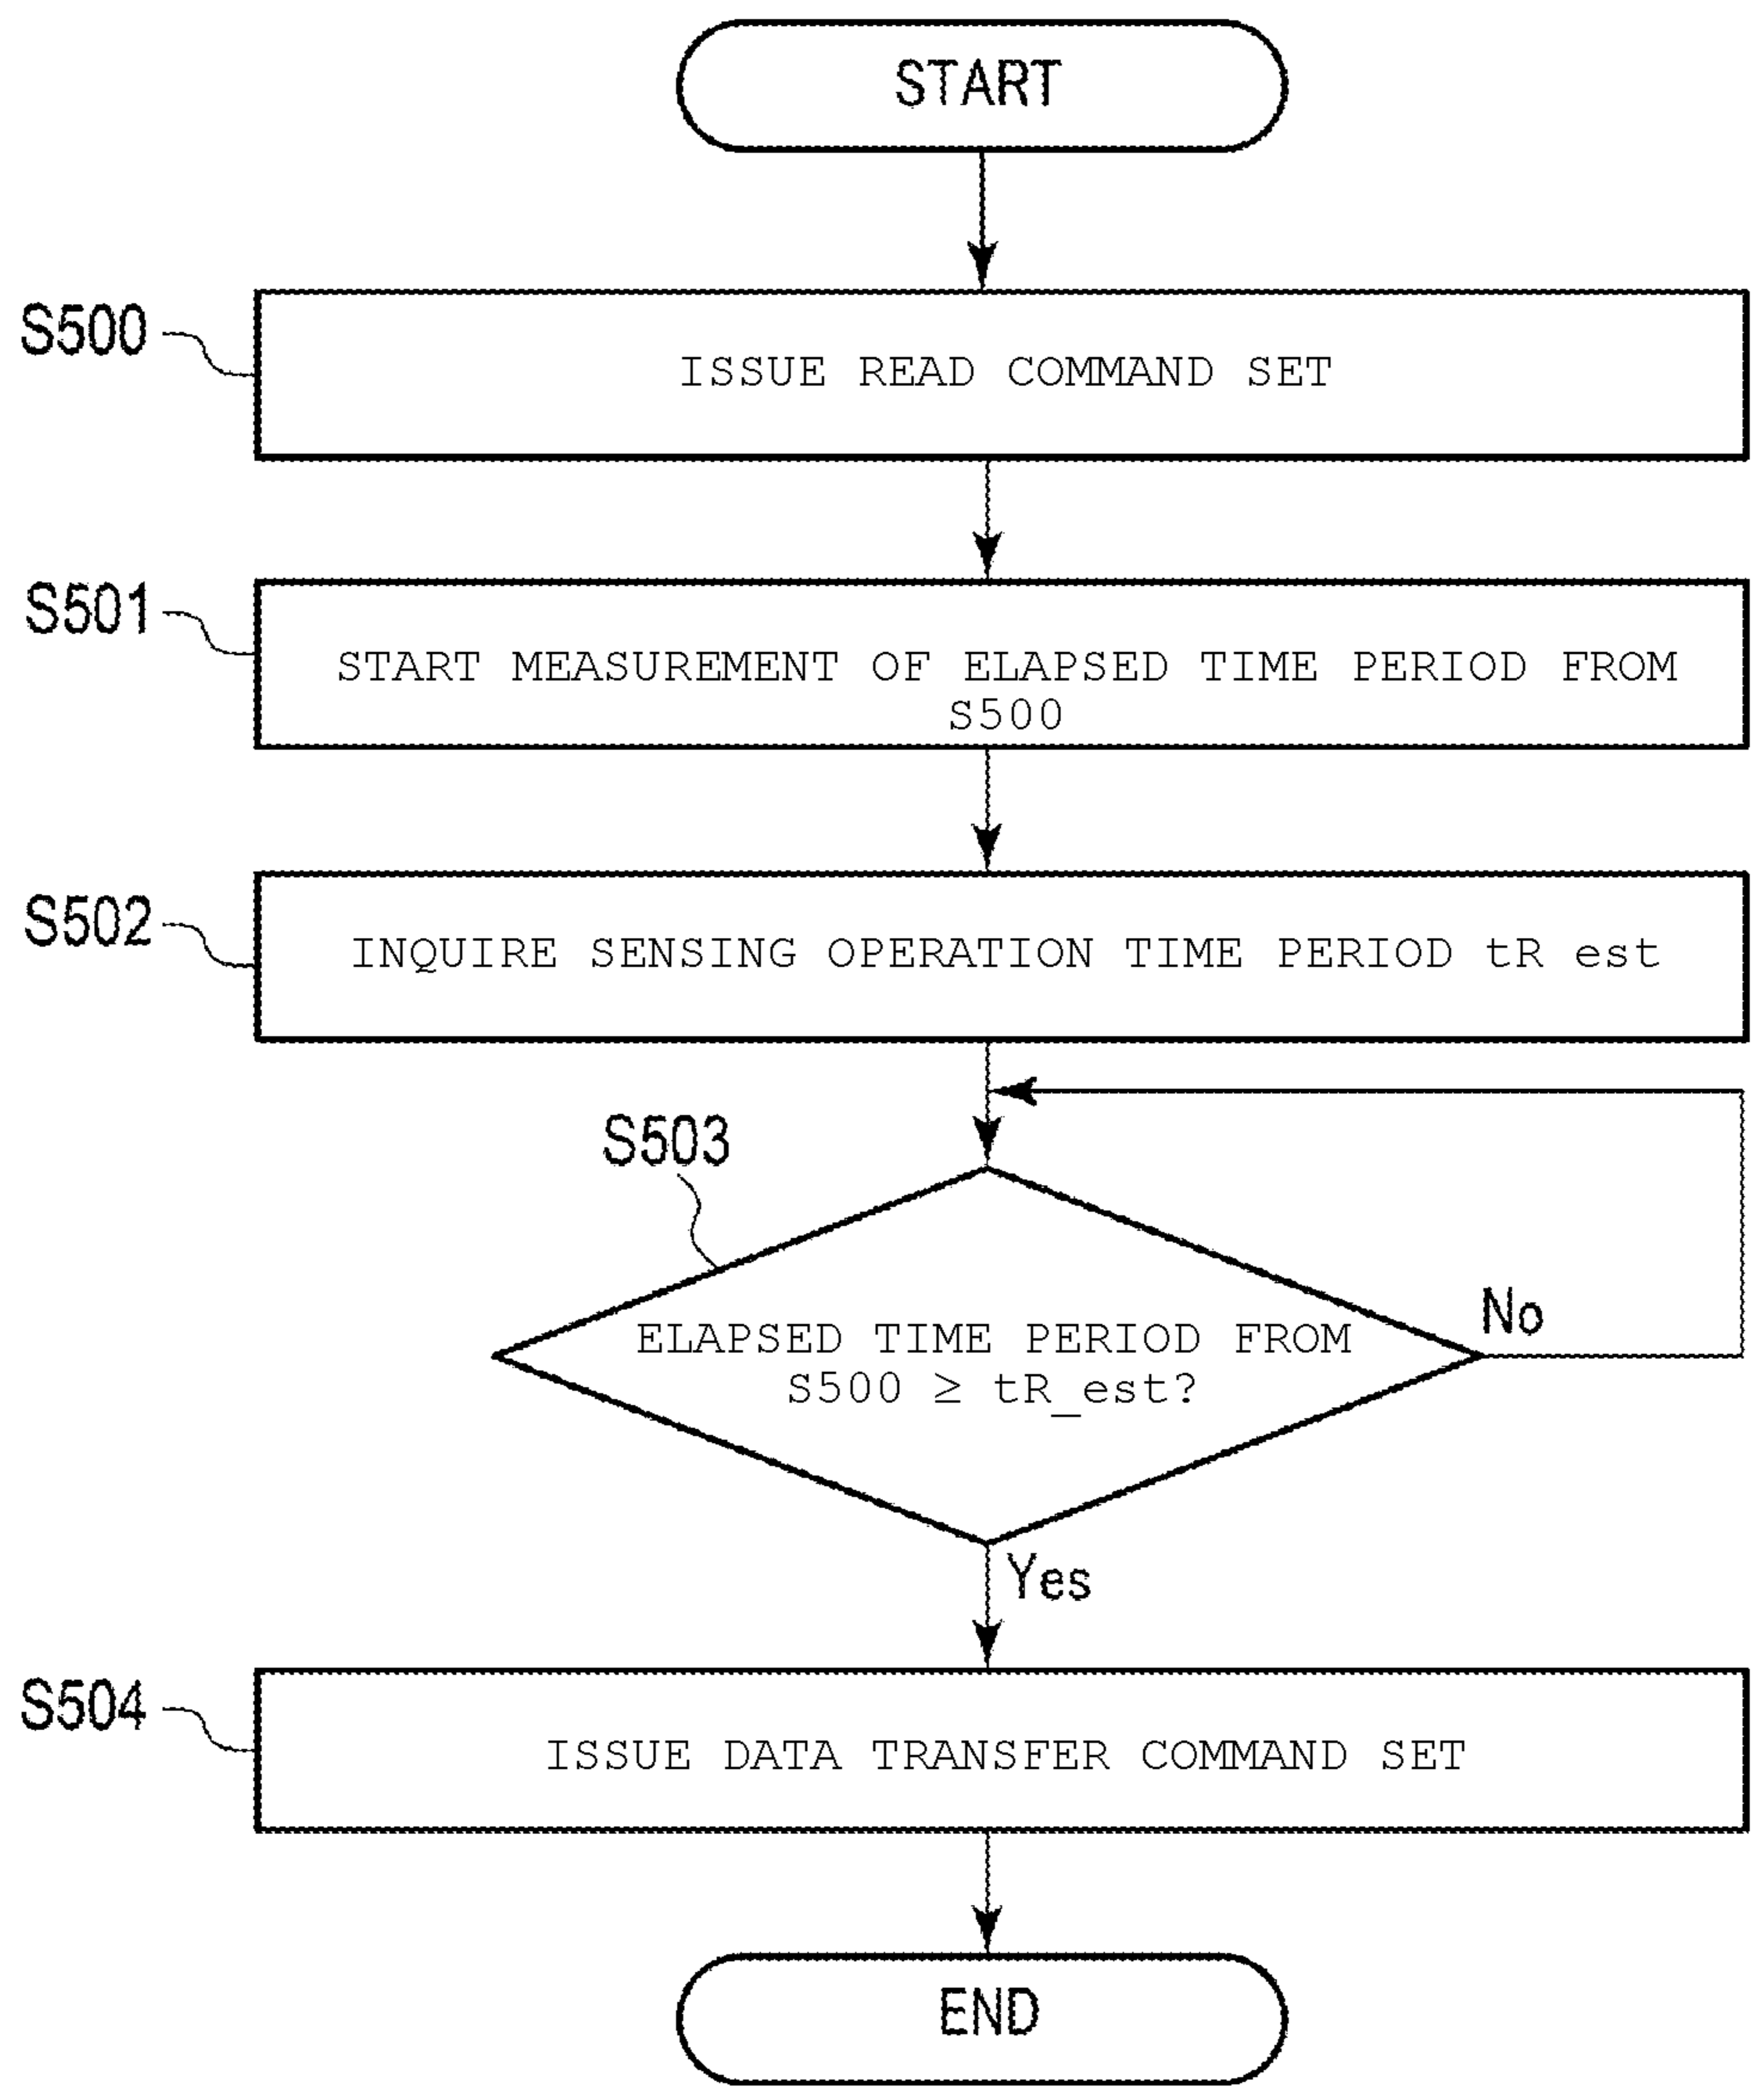 START
S500
ISSUE READ COMMAND SET
S501
START MEASUREMENT OF ELAPSED TIME PERIOD FROM
S500
S502
INQUIRE SENSING OPERATION TIME PERIOD tR est
S503
No
ELAPSED TIME PERIOD FROM
S500 ≥ tR_est?
Yes
S504
ISSUE DATA TRANSFER COMMAND SET
END